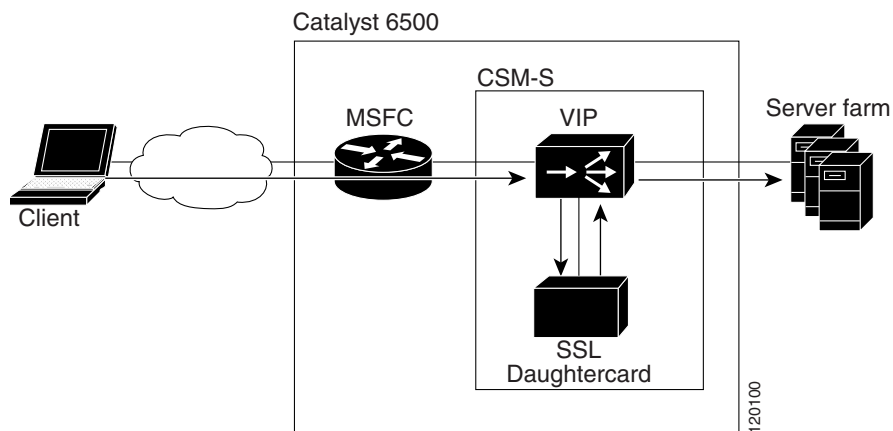 Catalyst 6500
CSM-S
MSFC
VIP
Server farm
Client
SSL
Daughtercard
120100